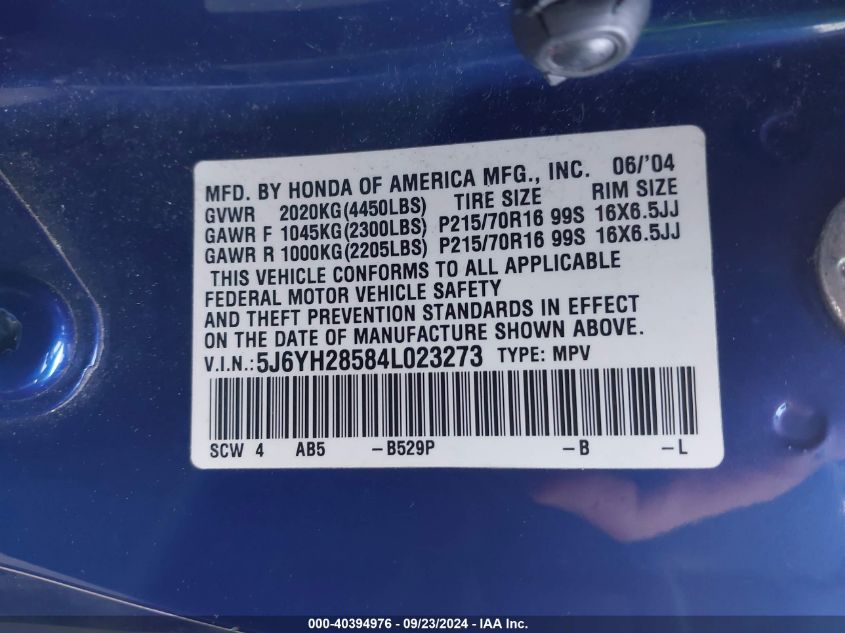 MFD. BY HONDA OF AMERICA MFG., INC. 06/'04
GVWR 2020KG(4450LBS) TIRE SIZE RIM SIZE
GAWR F 1045KG(2300LBS) P215/70R16 99S 16X6.5JJ
GAWR R 1000KG(2205LBS) P215/70R16 99S 16X6.5JJ
THIS VEHICLE CONFORMS TO ALL APPLICABLE
FEDERAL MOTOR VEHICLE SAFETY
AND THEFT PREVENTION STANDARDS IN EFFECT
ON THE DATE OF MANUFACTURE SHOWN ABOVE.
V.I.N.: 5J6YH28584L023273 TYPE: MPV
SCW 4 AB5 -B529P -B -L
000-40394976 - 09/23/2024 - IAA Inc.